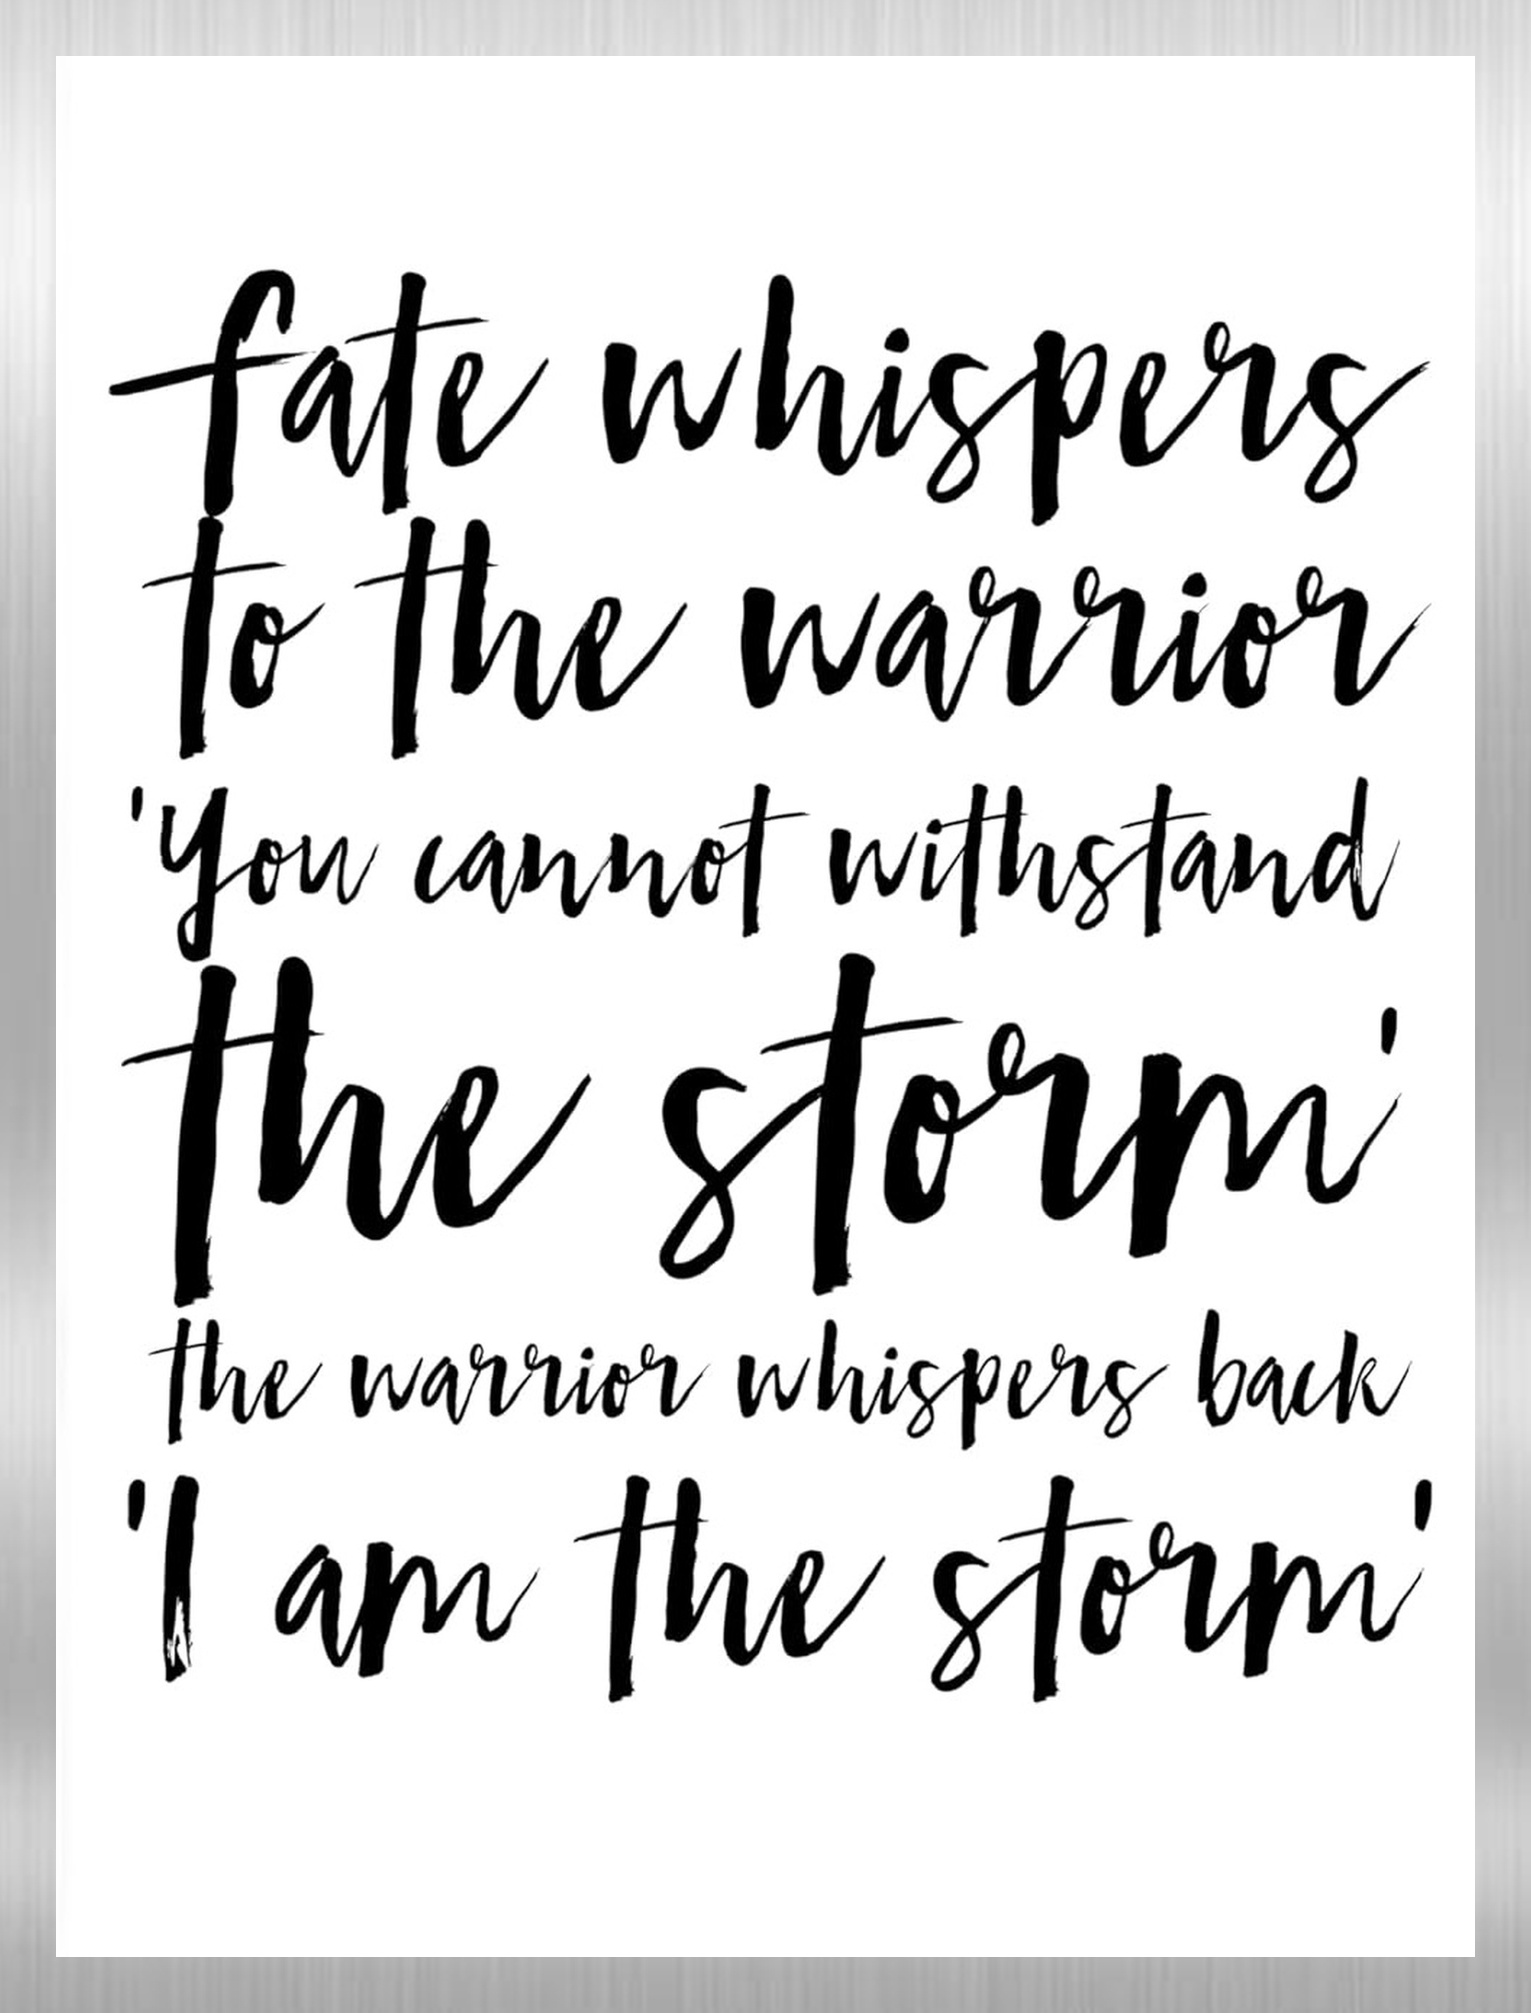 fate whispers
to the warrior
'You cannot withstand
the storm'
the warrior whispers back
'I am the storm'